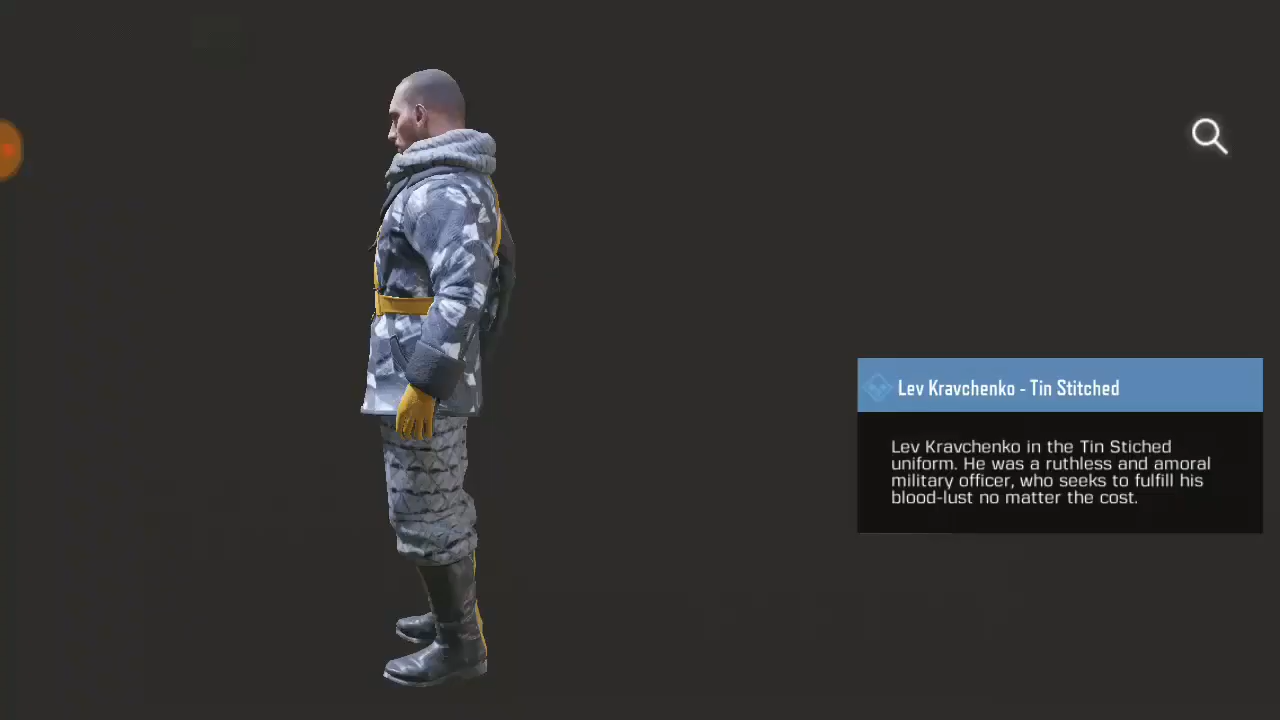 Lev Kravchenko - Tin Stitched
Lev Kravchenko in the Tin Stiched
uniform. He was a ruthless and amoral
military officer, who seeks to fulfill his
blood-lust no matter the cost.